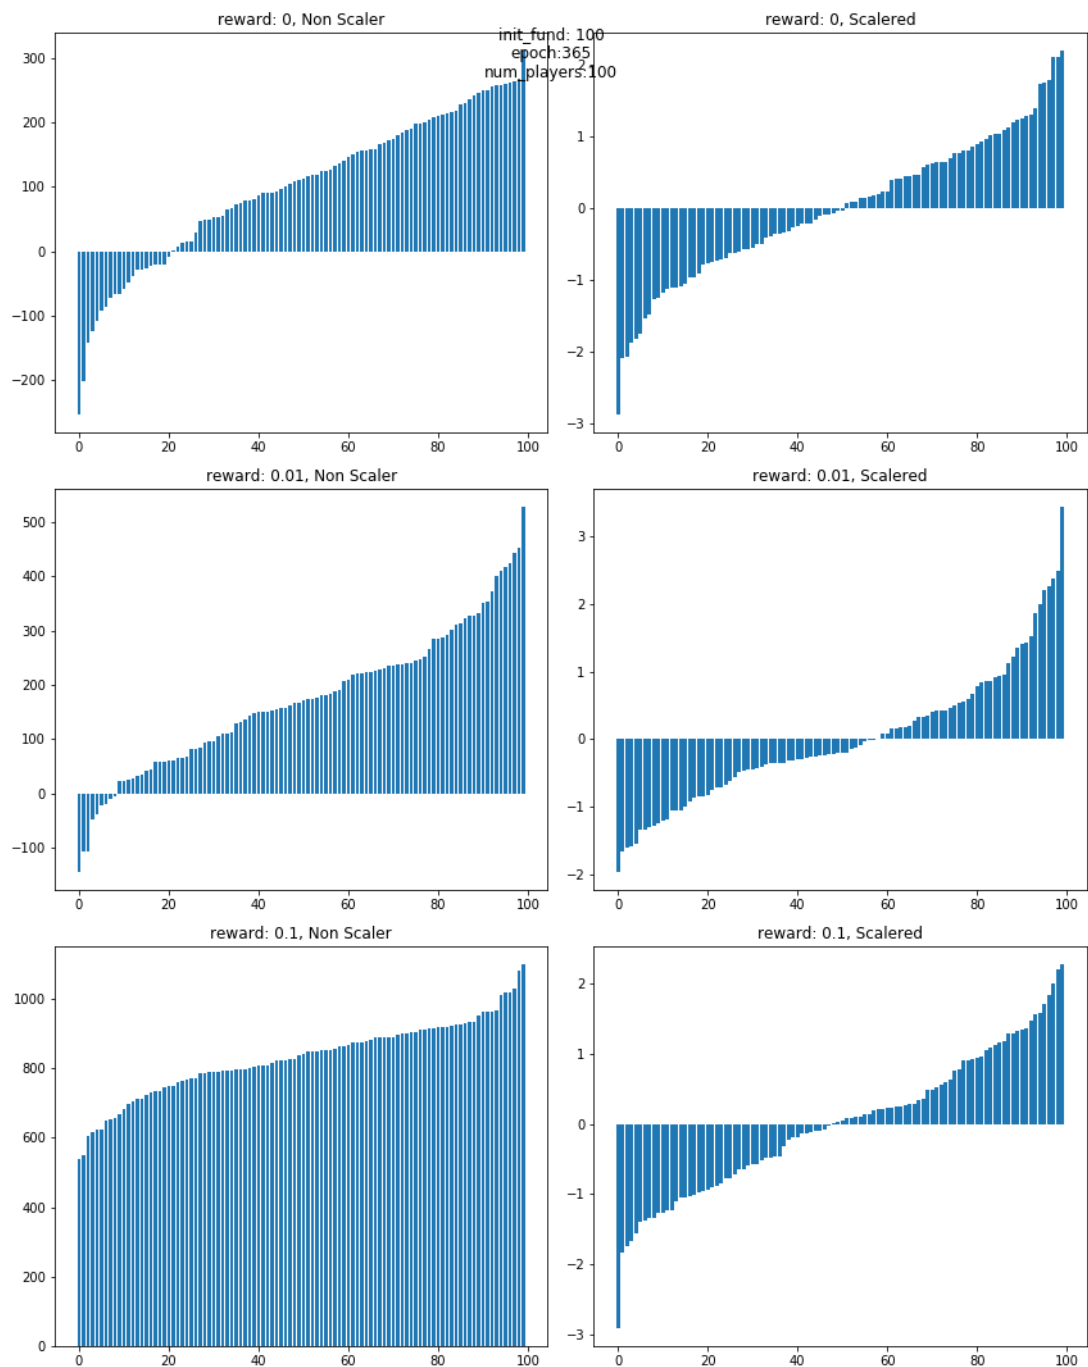 reward: 0, Non Scaler
reward: 0, Scalered
init_fund: 100
epoch:365
num_players:100
300
200
100
0
−100
−200
0 20 40 60 80 100
2
1
0
−1
−2
−3
0 20 40 60 80 100
reward: 0.01, Non Scaler
500
400
300
200
100
0
−100
0 20 40 60 80 100
reward: 0.01, Scalered
3
2
1
0
−1
−2
0 20 40 60 80 100
reward: 0.1, Non Scaler
1000
800
600
400
200
0
0 20 40 60 80 100
reward: 0.1, Scalered
2
1
0
−1
−2
−3
0 20 40 60 80 100